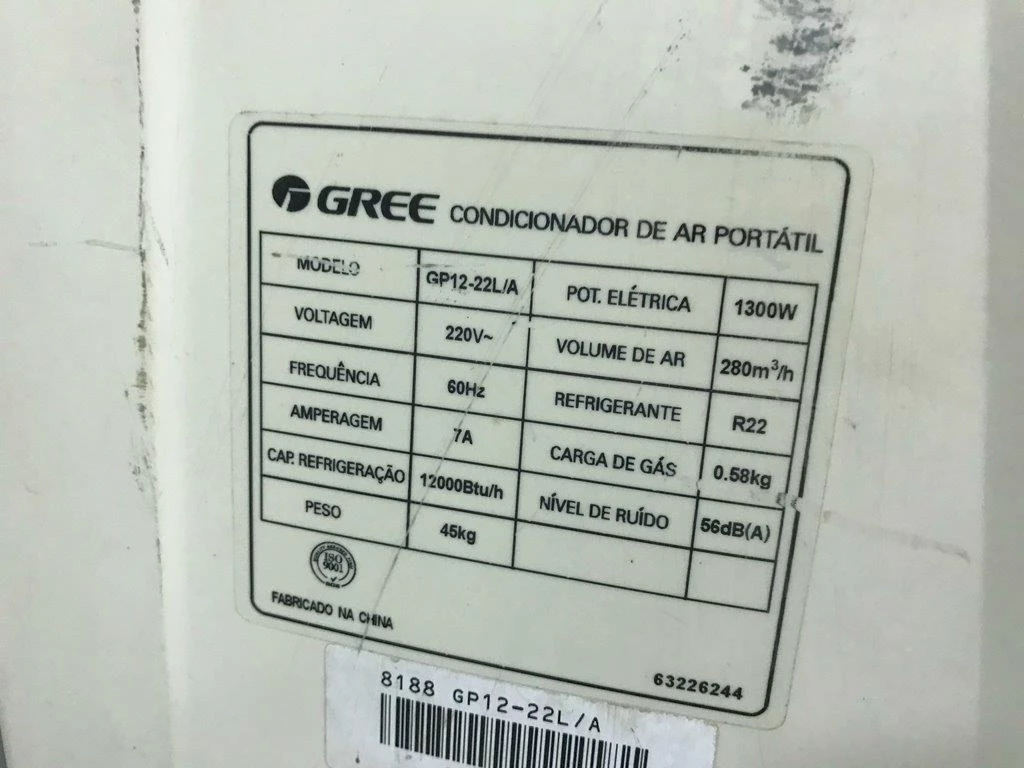 GREE CONDICIONADOR DE AR PORTÁTIL
MODELO GP12-22L/A POT. ELÉTRICA 1300W
VOLTAGEM 220V~ VOLUME DE AR 280m³/h
FREQUÊNCIA 60Hz REFRIGERANTE R22
AMPERAGEM 7A CARGA DE GÁS 0.58kg
CAP. REFRIGERAÇÃO 12000Btu/h NÍVEL DE RUÍDO 56dB(A)
PESO 45kg
ISO
9001
FABRICADO NA CHINA
63226244
8188 GP12-22L/A